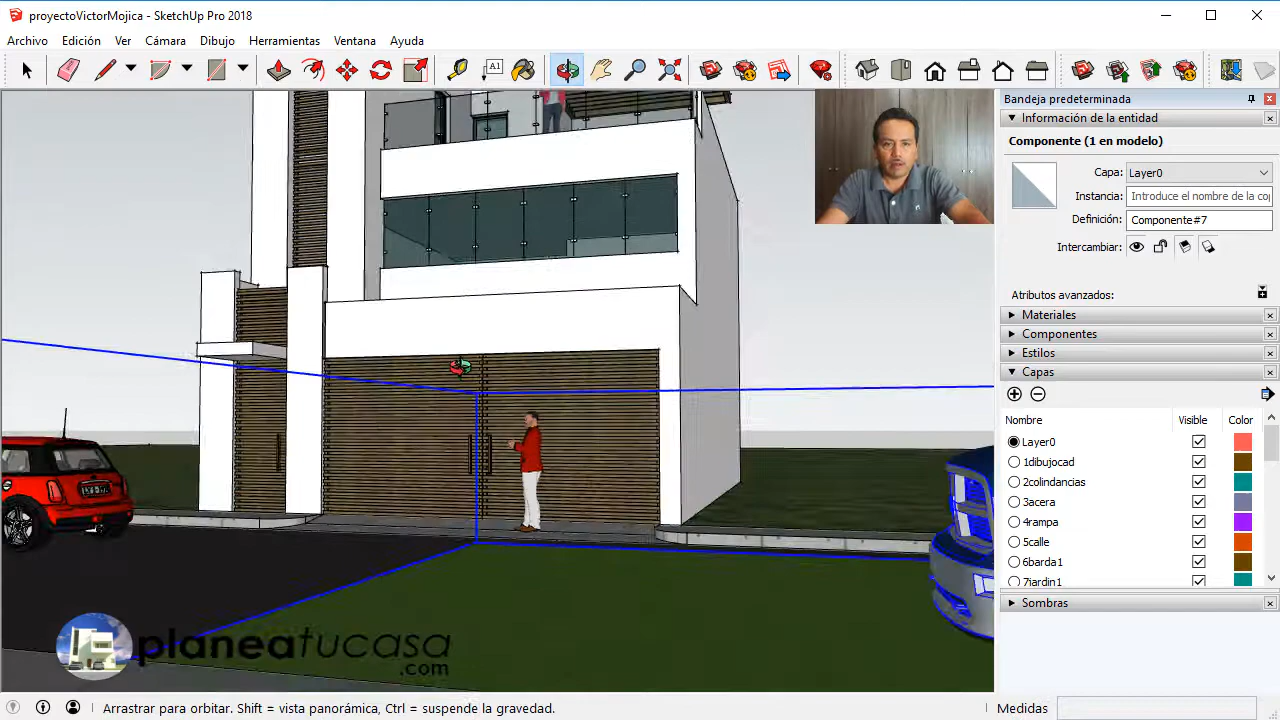 proyectoVictorMojica - SketchUp Pro 2018
Archivo Edición Ver Cámara Dibujo Herramientas Ventana Ayuda
A1
Bandeja predeterminada
Información de la entidad
Componente (1 en modelo)
Capa: Layer0
Instancia: Introduce el nombre de la co
Definición: Componente#7
Intercambiar:
Atributos avanzados:
Materiales
Componentes
Estilos
Capas
Nombre Visible Color
Layer0
1dibujocad
2colindancias
3acera
4rampa
5calle
6barda1
7jardin1
Sombras
planeatucasa
.com
Arrastrar para orbitar. Shift = vista panorámica, Ctrl = suspende la gravedad.
Medidas